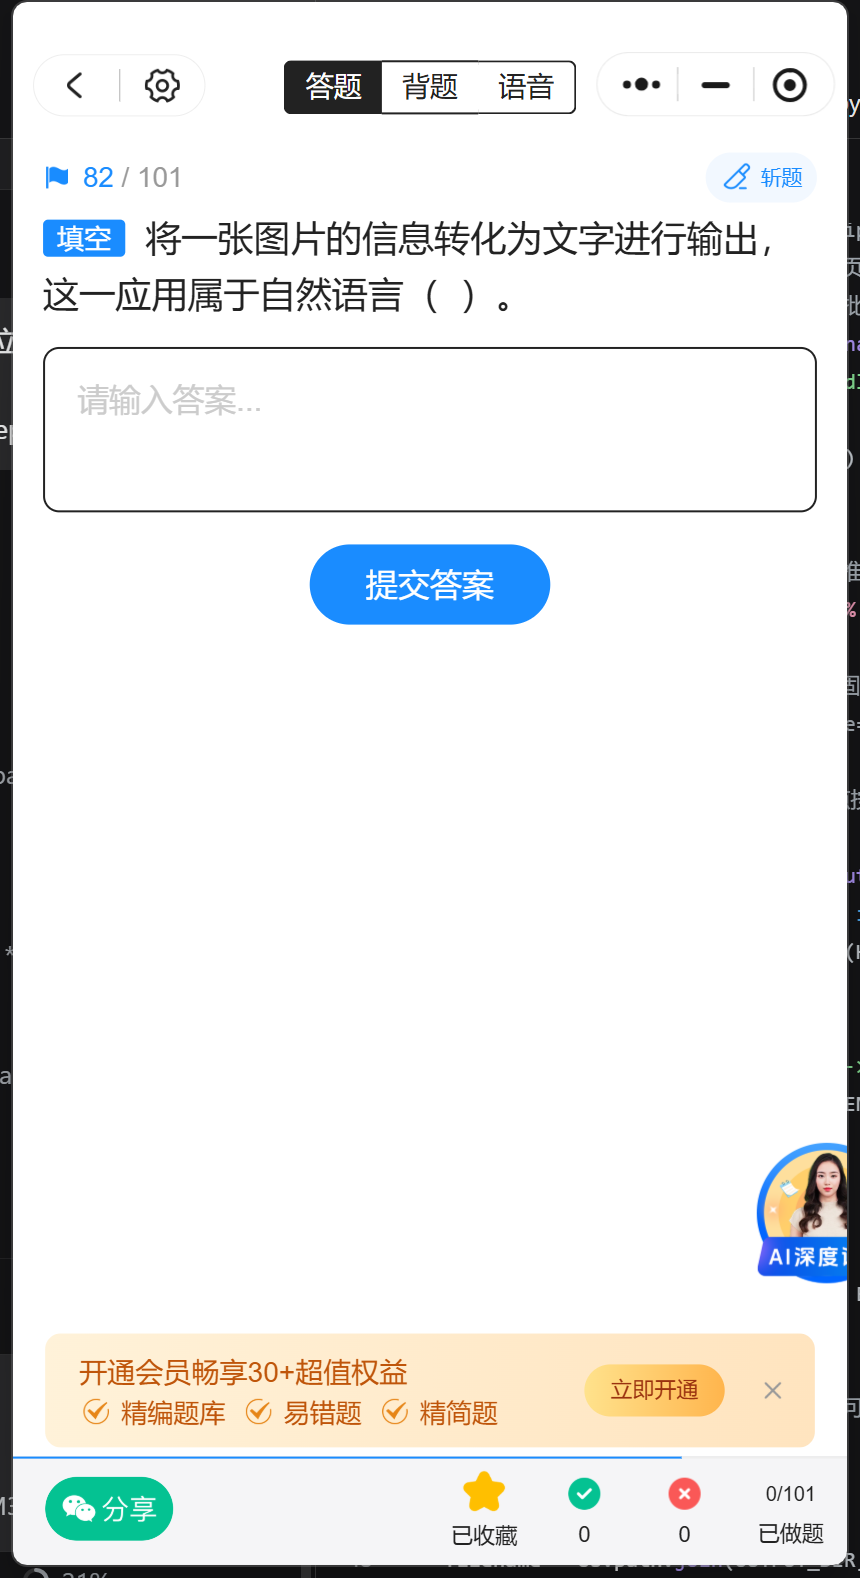 答题 背题 语音
82 / 101
斩题
填空 将一张图片的信息转化为文字进行输出，
这一应用属于自然语言（ ）。
请输入答案...
提交答案
AI深度
开通会员畅享30+超值权益
立即开通
精编题库 易错题 精简题
分享
已收藏
0
0
0/101
已做题